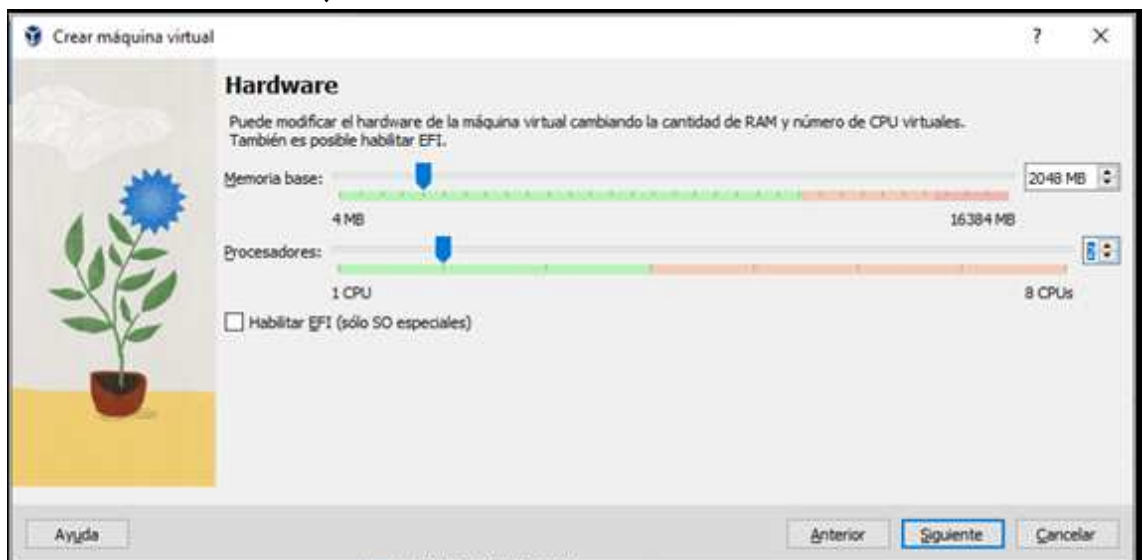 Crear máquina virtual
Hardware
Puede modificar el hardware de la máquina virtual cambiando la cantidad de RAM y número de CPU virtuales.
También es posible habilitar EFI.
Memoria base:
2048 MB
4 MB
16384 MB
Procesadores:
2
1 CPU
8 CPUs
Habilitar EFI (sólo SO especiales)
Ayuda
Anterior
Siguiente
Cancelar